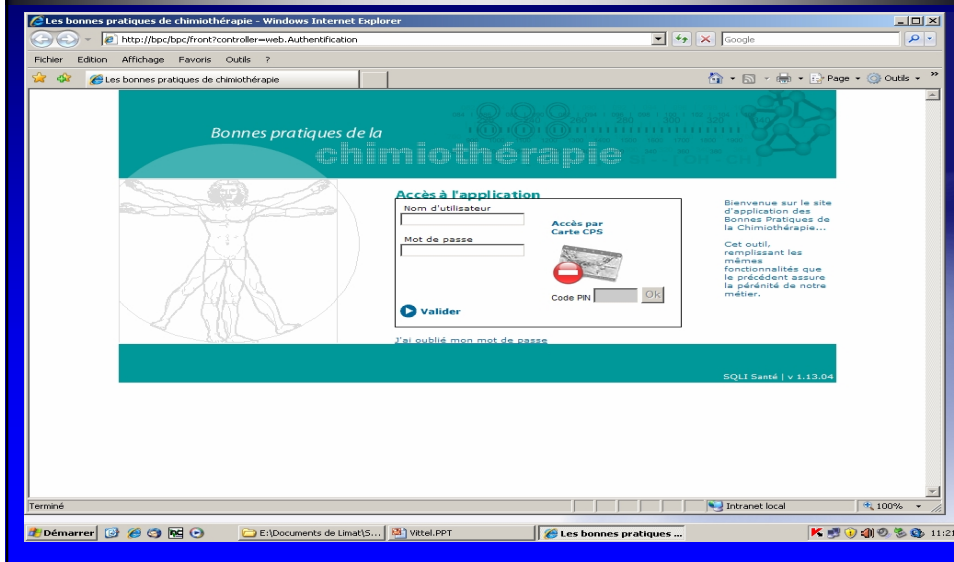 Les bonnes pratiques de chimiothérapie - Windows Internet Explorer
http://bpc/bpc/front?controller=web.Authentification
Google
Fichier Edition Affichage Favoris Outils ?
Les bonnes pratiques de chimiothérapie
Page Outils
Bonnes pratiques de la
chimiothérapie
Accès à l'application
Nom d'utilisateur
Mot de passe
Valider
Accès par
Carte CPS
Code PIN Ok
J'ai oublié mon mot de passe
Bienvenue sur le site
d'application des
Bonnes Pratiques de
la Chimiothérapie...
Cet outil,
remplissant les
mêmes
fonctionnalités que
le précédent assure
la pérénité de notre
métier.
SQLI Santé | v 1.13.04
Terminé
Intranet local
100%
Démarrer
E:\Documents de Limat\S...
Vittel.PPT
Les bonnes pratiques ...
11:21